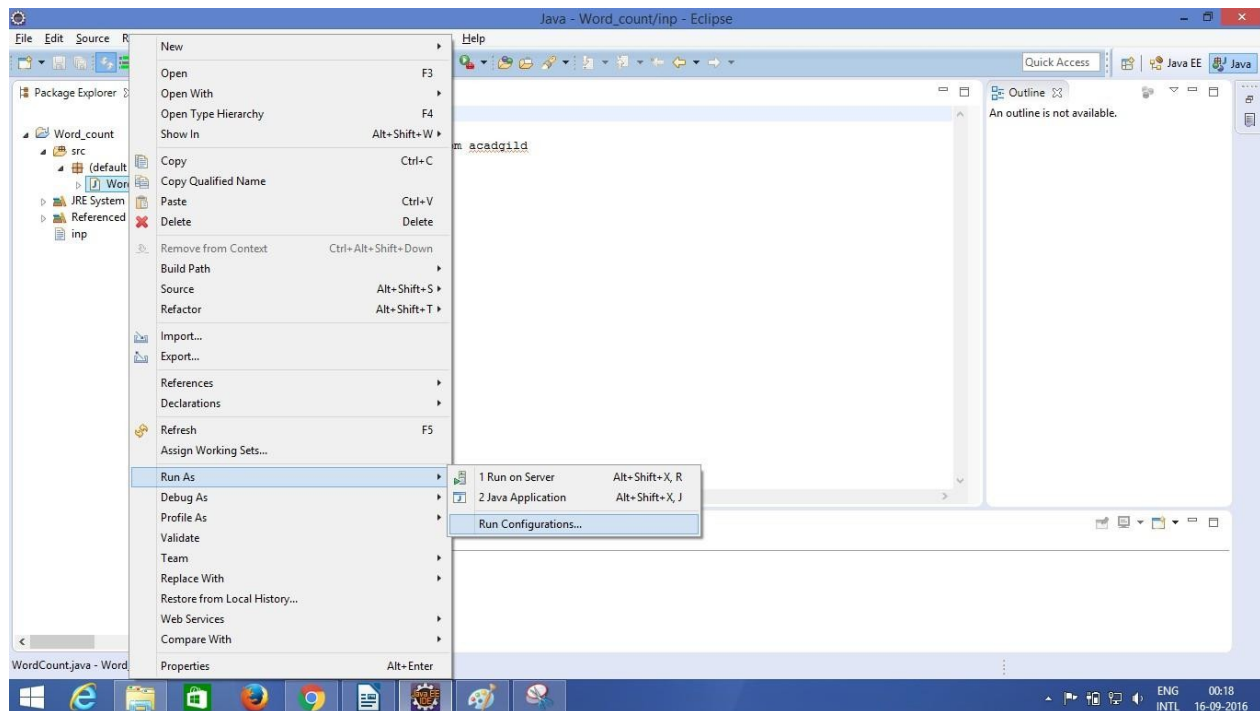 Java - Word_count/inp - Eclipse
File Edit Source R Help
Quick Access Java EE Java
Package Explorer
Word_count
src
(default
Wor
JRE System
Referenced
inp
New
Open F3
Open With
Open Type Hierarchy F4
Show In Alt+Shift+W
Copy Ctrl+C
Copy Qualified Name
Paste Ctrl+V
Delete Delete
Remove from Context Ctrl+Alt+Shift+Down
Build Path
Source Alt+Shift+S
Refactor Alt+Shift+T
Import...
Export...
References
Declarations
Refresh F5
Assign Working Sets...
Run As
Debug As
Profile As
Validate
Team
Replace With
Restore from Local History...
Web Services
Compare With
Properties Alt+Enter
1 Run on Server Alt+Shift+X, R
2 Java Application Alt+Shift+X, J
Run Configurations...
m acadgild
Outline
An outline is not available.
WordCount.java - Word
ENG 00:18
INTL 16-09-2016